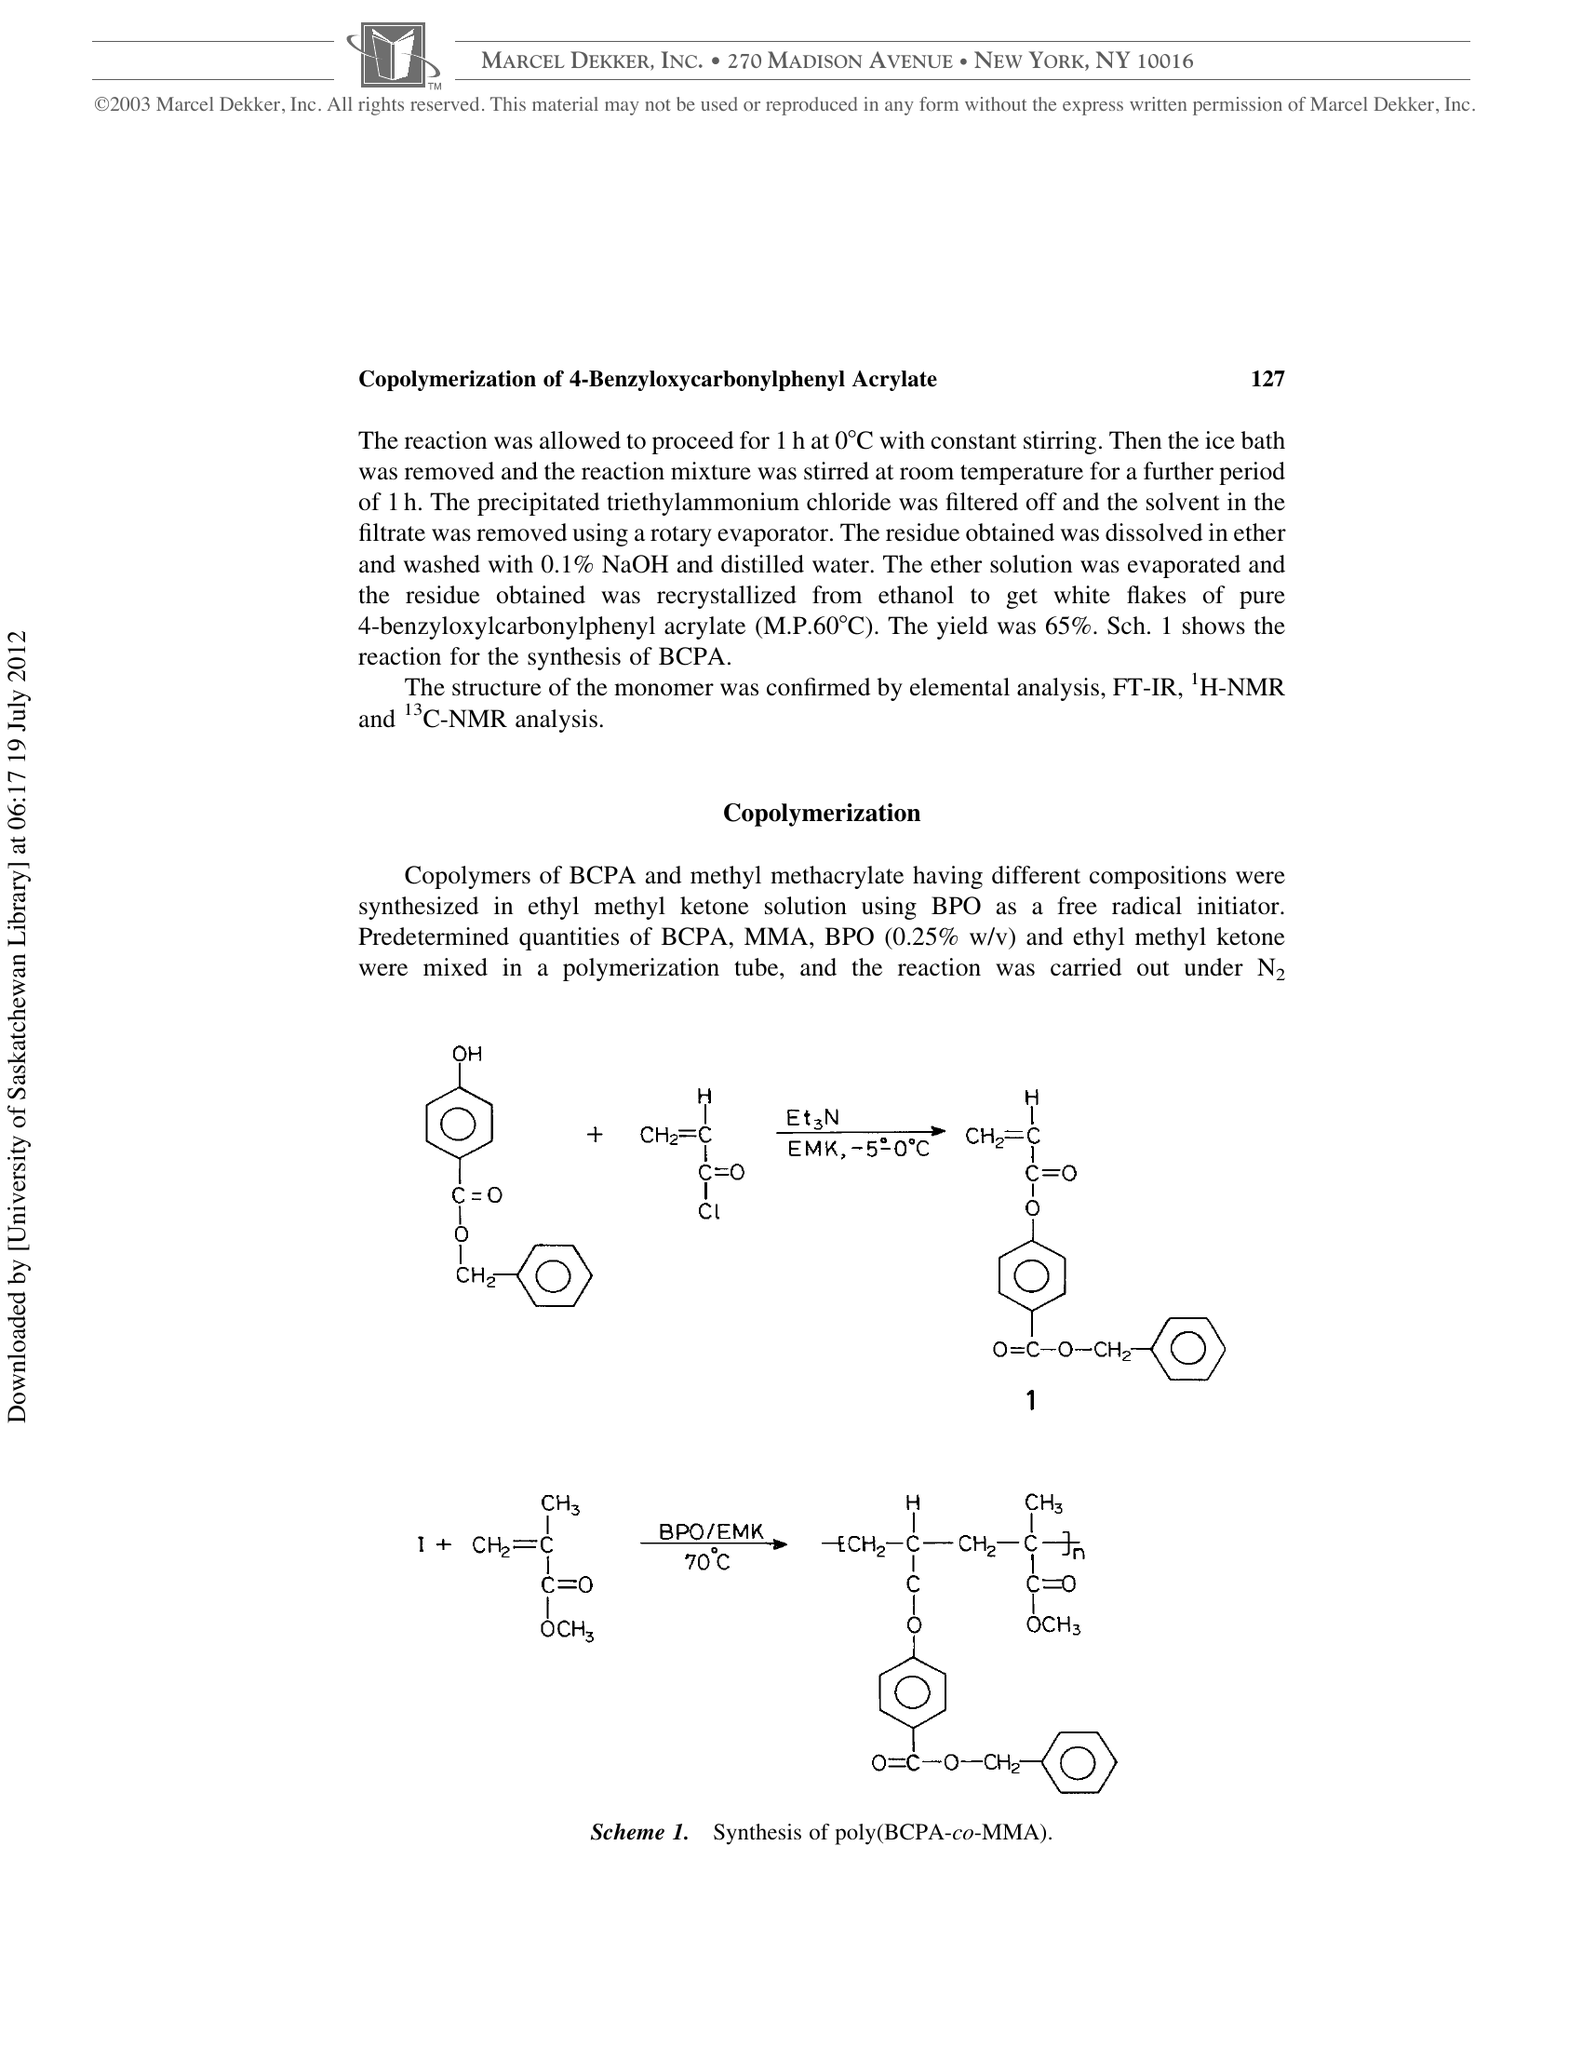 MARCEL DEKKER, INC. • 270 MADISON AVENUE • NEW YORK, NY 10016
TM
©2003 Marcel Dekker, Inc. All rights reserved. This material may not be used or reproduced in any form without the express written permission of Marcel Dekker, Inc.
Copolymerization of 4-Benzyloxycarbonylphenyl Acrylate 127
The reaction was allowed to proceed for 1 h at 0°C with constant stirring. Then the ice bath
was removed and the reaction mixture was stirred at room temperature for a further period
of 1 h. The precipitated triethylammonium chloride was filtered off and the solvent in the
filtrate was removed using a rotary evaporator. The residue obtained was dissolved in ether
and washed with 0.1% NaOH and distilled water. The ether solution was evaporated and
the residue obtained was recrystallized from ethanol to get white flakes of pure
4-benzyloxylcarbonylphenyl acrylate (M.P.60°C). The yield was 65%. Sch. 1 shows the
reaction for the synthesis of BCPA.
The structure of the monomer was confirmed by elemental analysis, FT-IR, ¹H-NMR
and ¹³C-NMR analysis.
Copolymerization
Copolymers of BCPA and methyl methacrylate having different compositions were
synthesized in ethyl methyl ketone solution using BPO as a free radical initiator.
Predetermined quantities of BCPA, MMA, BPO (0.25% w/v) and ethyl methyl ketone
were mixed in a polymerization tube, and the reaction was carried out under N₂
OH
C=O
O
CH₂
+
H
CH₂=C
C=O
Cl
Et₃N
EMK, -5°-0°C
H
CH₂=C
C=O
O
O=C-O-CH₂
1
I + CH₂=C
CH₃
C=O
OCH₃
BPO/EMK
70°C
H CH₃
-[CH₂-C-CH₂-C-]n
C C=O
O OCH₃
O=C-O-CH₂
Scheme 1. Synthesis of poly(BCPA-co-MMA).
Downloaded by [University of Saskatchewan Library] at 06:17 19 July 2012